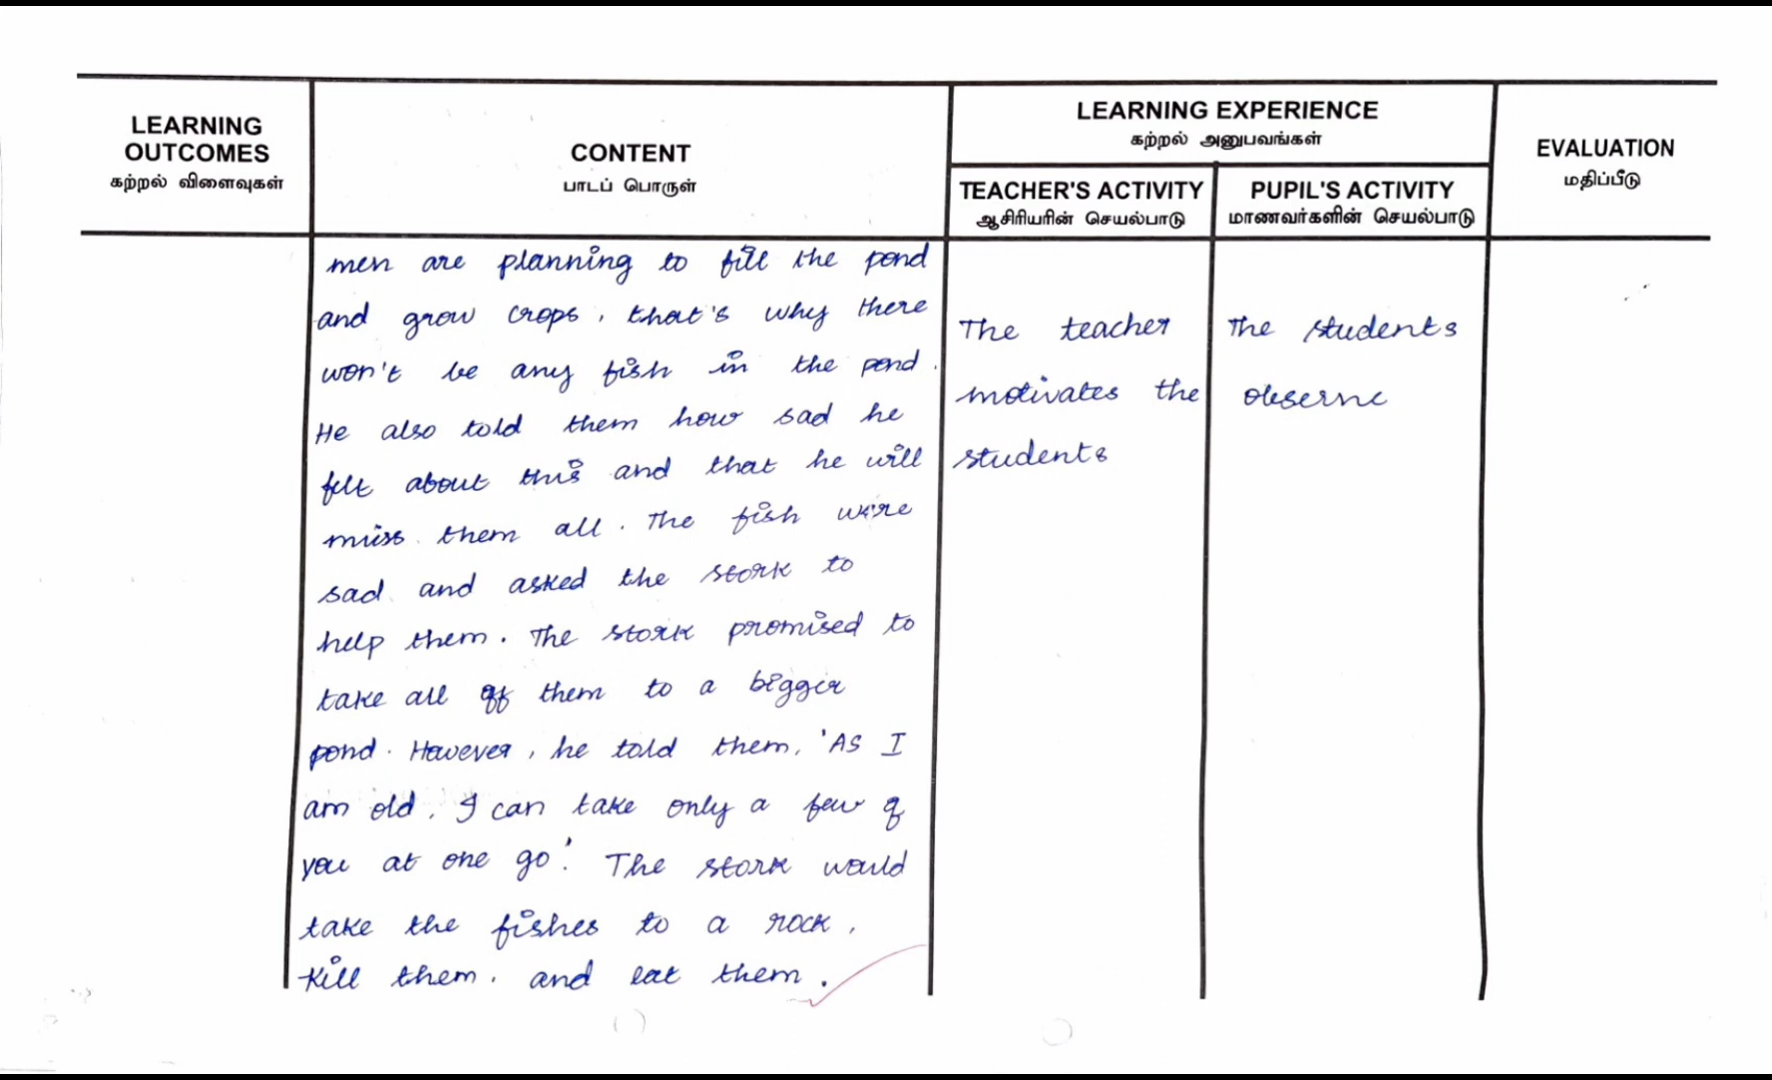 LEARNING
OUTCOMES
கற்றல் விளைவுகள்
CONTENT
பாடப் பொருள்
LEARNING EXPERIENCE
கற்றல் அனுபவங்கள்
TEACHER'S ACTIVITY
ஆசிரியரின் செயல்பாடு
PUPIL'S ACTIVITY
மாணவர்களின் செயல்பாடு
EVALUATION
மதிப்பீடு
men are planning to fill the pond
and grow crops, that's why there
won't be any fish in the pond.
He also told them how sad he
felt about this and that he will
miss them all. The fish were
sad and asked the stork to
help them. The stork promised to
take all of them to a bigger
pond. However, he told them, 'As I
am old, I can take only a few of
you at one go.' The stork would
take the fishes to a rock,
kill them, and eat them.
The teacher
motivates the
students
The students
observe